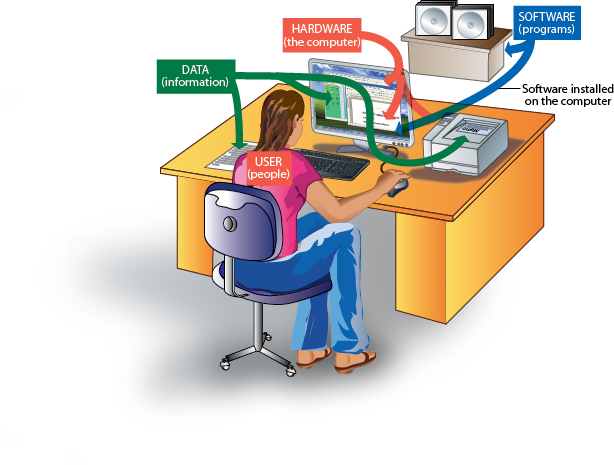 HARDWARE
(the computer)
SOFTWARE
(programs)
DATA
(information)
Software installed
on the computer
USER
(people)